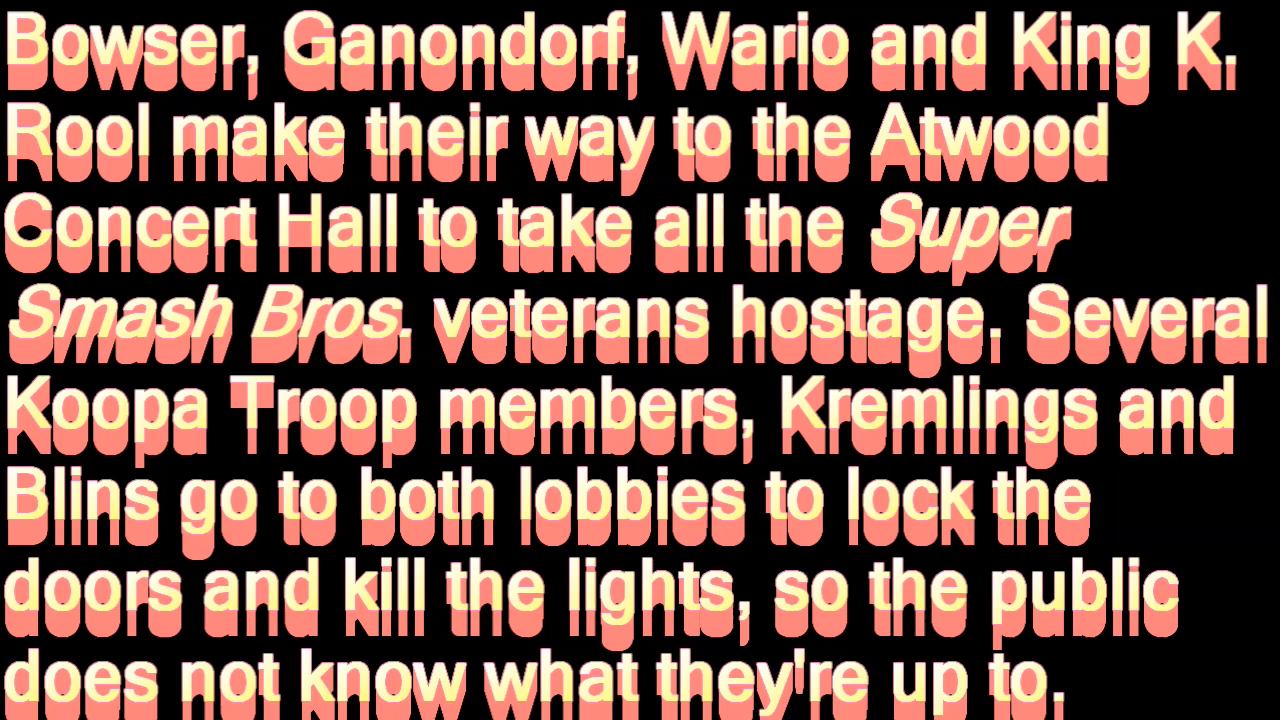 Bowser, Ganondorf, Wario and King K.
Rool make their way to the Atwood
Concert Hall to take all the Super
Smash Bros. veterans hostage. Several
Koopa Troop members, Kremlings and
Blins go to both lobbies to lock the
doors and kill the lights, so the public
does not know what they're up to.